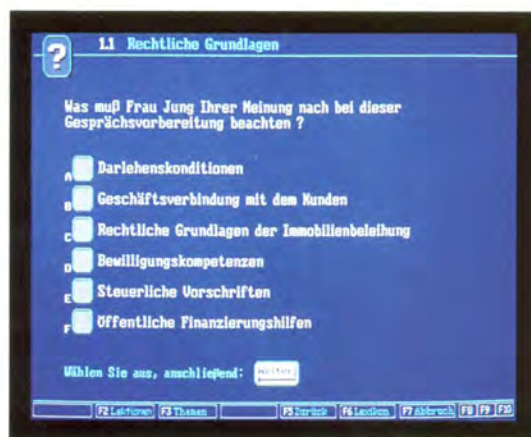 ?
1.1 Rechtliche Grundlagen
Was muß Frau Jung Ihrer Meinung nach bei dieser
Gesprächsvorbereitung beachten ?
A Darlehenskonditionen
B Geschäftsverbindung mit dem Kunden
C Rechtliche Grundlagen der Immobilienbeleihung
D Bewilligungskompetenzen
E Steuerliche Vorschriften
F Öffentliche Finanzierungshilfen
Wählen Sie aus, anschließend: Weiter
F2 Lektionen F3 Themen F5 Zurück F6 Lexikon F7 Abbruch F8 F9 F10